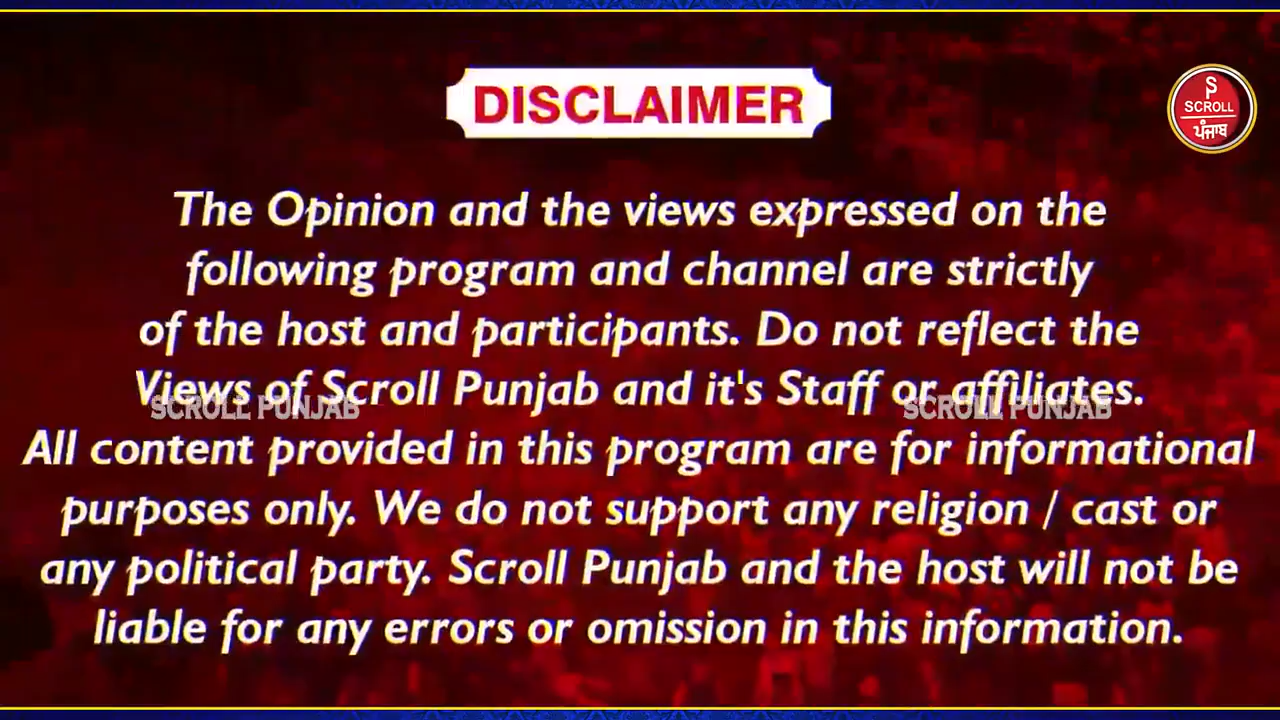 DISCLAIMER
SP
SCROLL
ਪੰਜਾਬ
The Opinion and the views expressed on the
following program and channel are strictly
of the host and participants. Do not reflect the
Views of Scroll Punjab and it's Staff or affiliates.
SCROLL PUNJAB
SCROLL PUNJAB
All content provided in this program are for informational
purposes only. We do not support any religion / cast or
any political party. Scroll Punjab and the host will not be
liable for any errors or omission in this information.